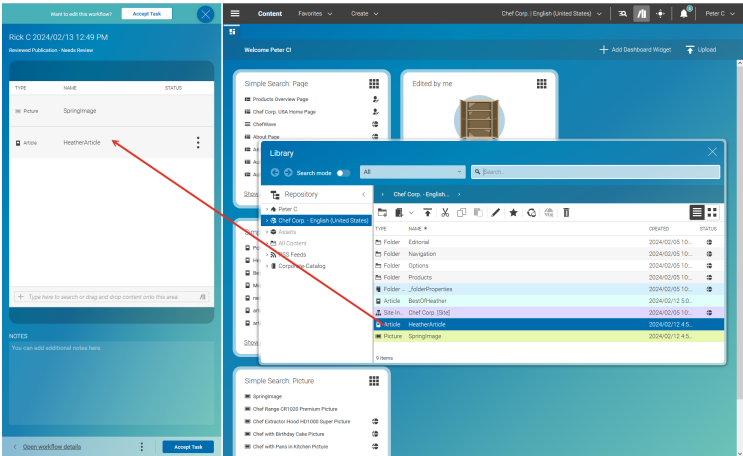 Want to edit this workflow?
Accept Task
Rick C 2024/02/13 12:49 PM
Reviewed Publication - Needs Review
TYPE NAME STATUS
Picture SpringImage
Article HeatherArticle
Type here to search or drag and drop content onto this area.
NOTES
You can add additional notes here.
Open workflow details
Accept Task
Content Favorites Create Chef Corp. | English (United States) Peter C
Welcome Peter C!
Add Dashboard Widget Upload
Simple Search: Page
Products Overview Page
Chef Corp. USA Home Page
ChefWave
About Page
Show
Edited by me
Library
Search mode
All
Search...
Repository
Peter C
Chef Corp. - English (United States)
Assets
All Content
RSS Feeds
Corporate-Catalog
Chef Corp. - English...
TYPE NAME CREATED STATUS
Folder Editorial 2024/02/05 10:...
Folder Navigation 2024/02/05 10:...
Folder Options 2024/02/05 10:...
Folder Products 2024/02/05 10:...
Folder ... _folderProperties 2024/02/05 10:...
Article BestOfHeather 2024/02/12 5:0...
Site In... Chef Corp. [Site] 2024/02/05 10:...
Article HeatherArticle 2024/02/12 4:5...
Picture SpringImage 2024/02/12 4:5...
9 items
Show
Simple Search: Picture
SpringImage
Chef Range CR1020 Premium Picture
Chef Extractor Hood HD1000 Super Picture
Chef with Birthday Cake Picture
Chef with Pans in Kitchen Picture